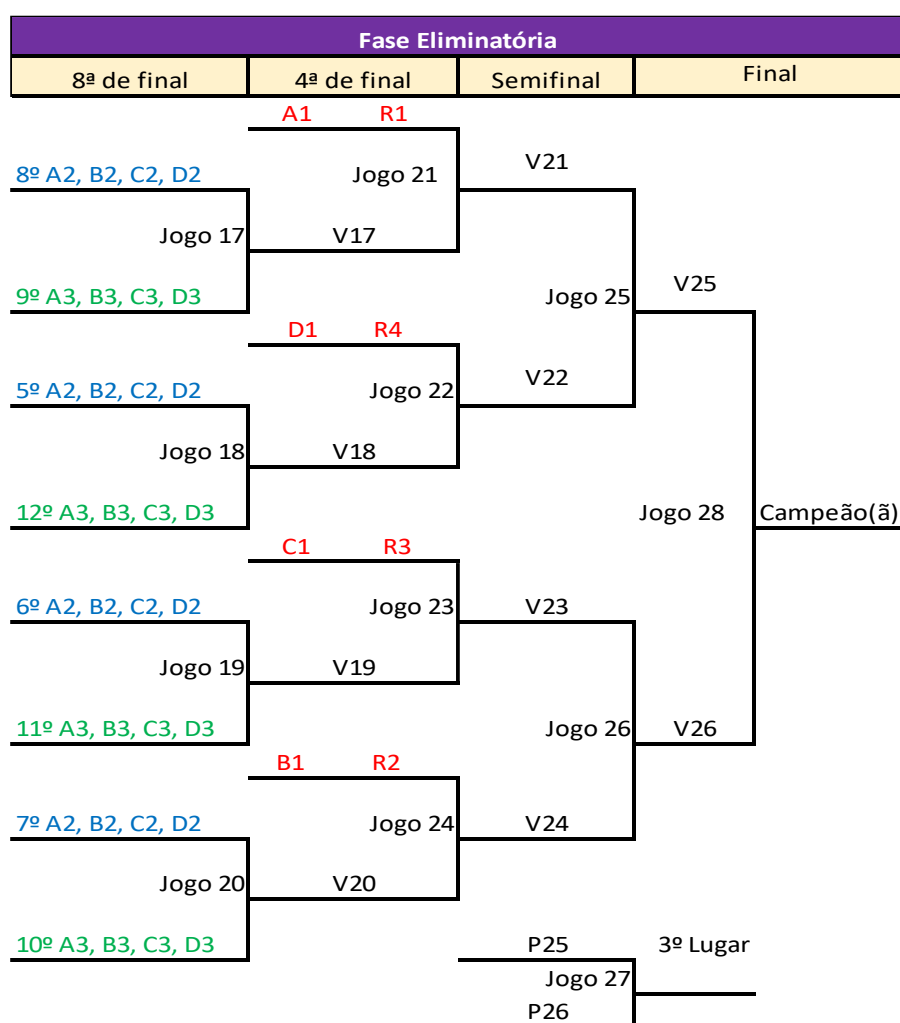 Fase Eliminatória
8ª de final 4ª de final Semifinal Final
A1 R1
8º A2, B2, C2, D2 Jogo 21 V21
Jogo 17 V17
9º A3, B3, C3, D3 Jogo 25 V25
D1 R4
5º A2, B2, C2, D2 Jogo 22 V22
Jogo 18 V18
12º A3, B3, C3, D3 Jogo 28 Campeão(ã)
C1 R3
6º A2, B2, C2, D2 Jogo 23 V23
Jogo 19 V19
11º A3, B3, C3, D3 Jogo 26 V26
B1 R2
7º A2, B2, C2, D2 Jogo 24 V24
Jogo 20 V20
10º A3, B3, C3, D3 P25 3º Lugar
Jogo 27
P26